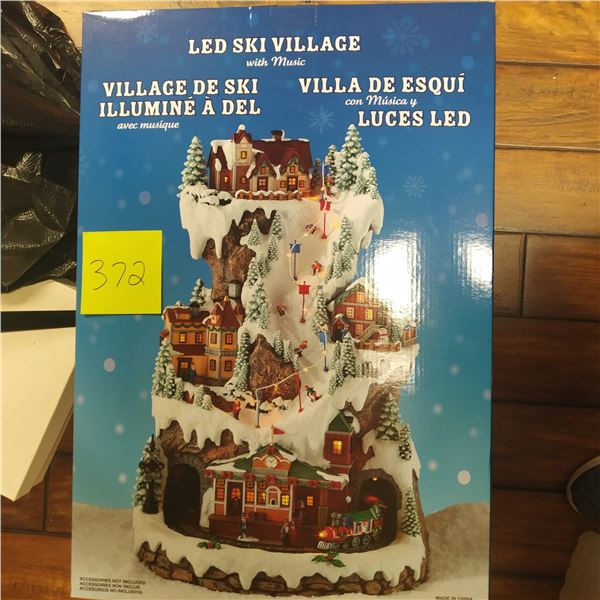 LED SKI VILLAGE
with Music
VILLAGE DE SKI
ILLUMINÉ À DEL
avec musique
VILLA DE ESQUÍ
con Música y
LUCES LED
372
ACCESSORIES NOT INCLUDED
ACCESSOIRES NON INCLUS
ACCESORIOS NO INCLUIDOS
MADE IN CHINA